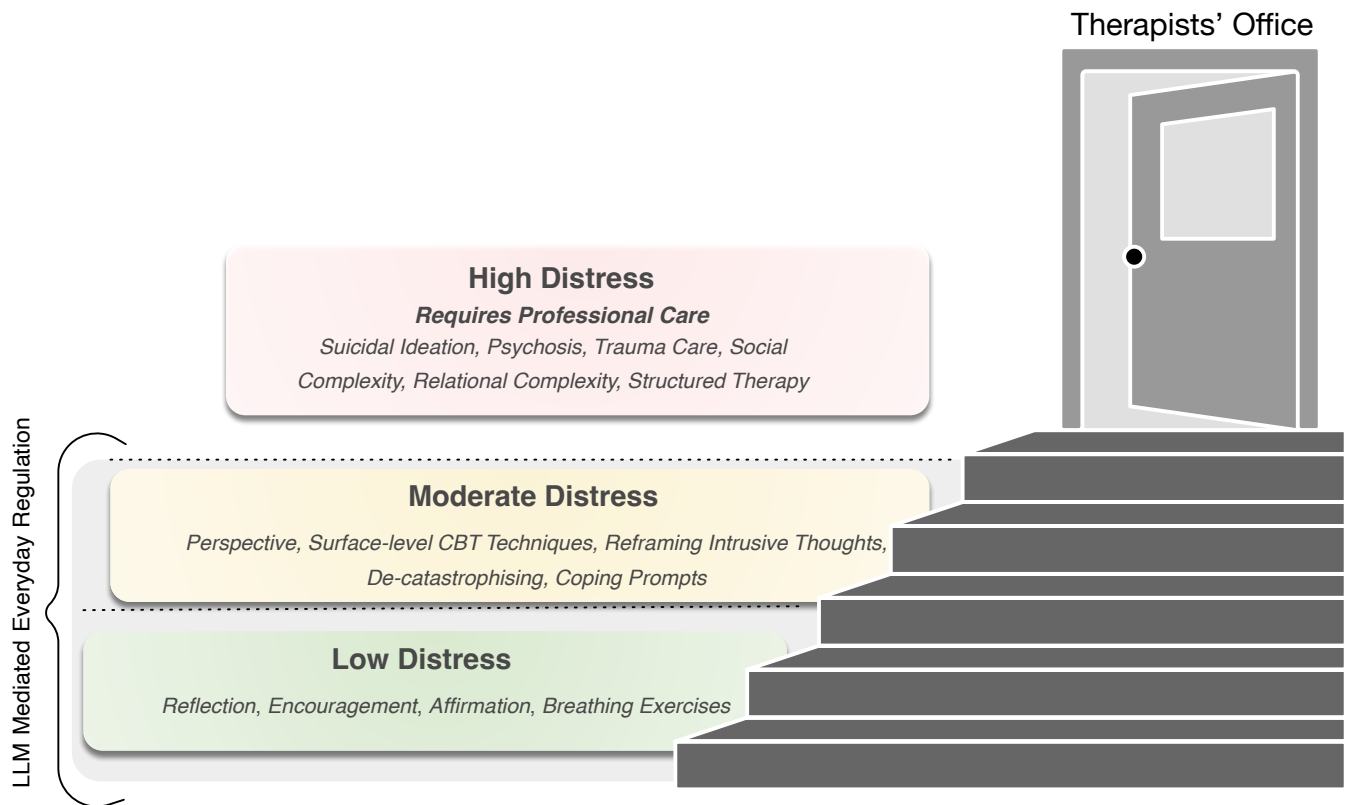 Therapists’ Office
High Distress
Requires Professional Care
Suicidal Ideation, Psychosis, Trauma Care, Social
Complexity, Relational Complexity, Structured Therapy
LLM Mediated Everyday Regulation
Moderate Distress
Perspective, Surface-level CBT Techniques, Reframing Intrusive Thoughts,
De-catastrophising, Coping Prompts
Low Distress
Reflection, Encouragement, Affirmation, Breathing Exercises